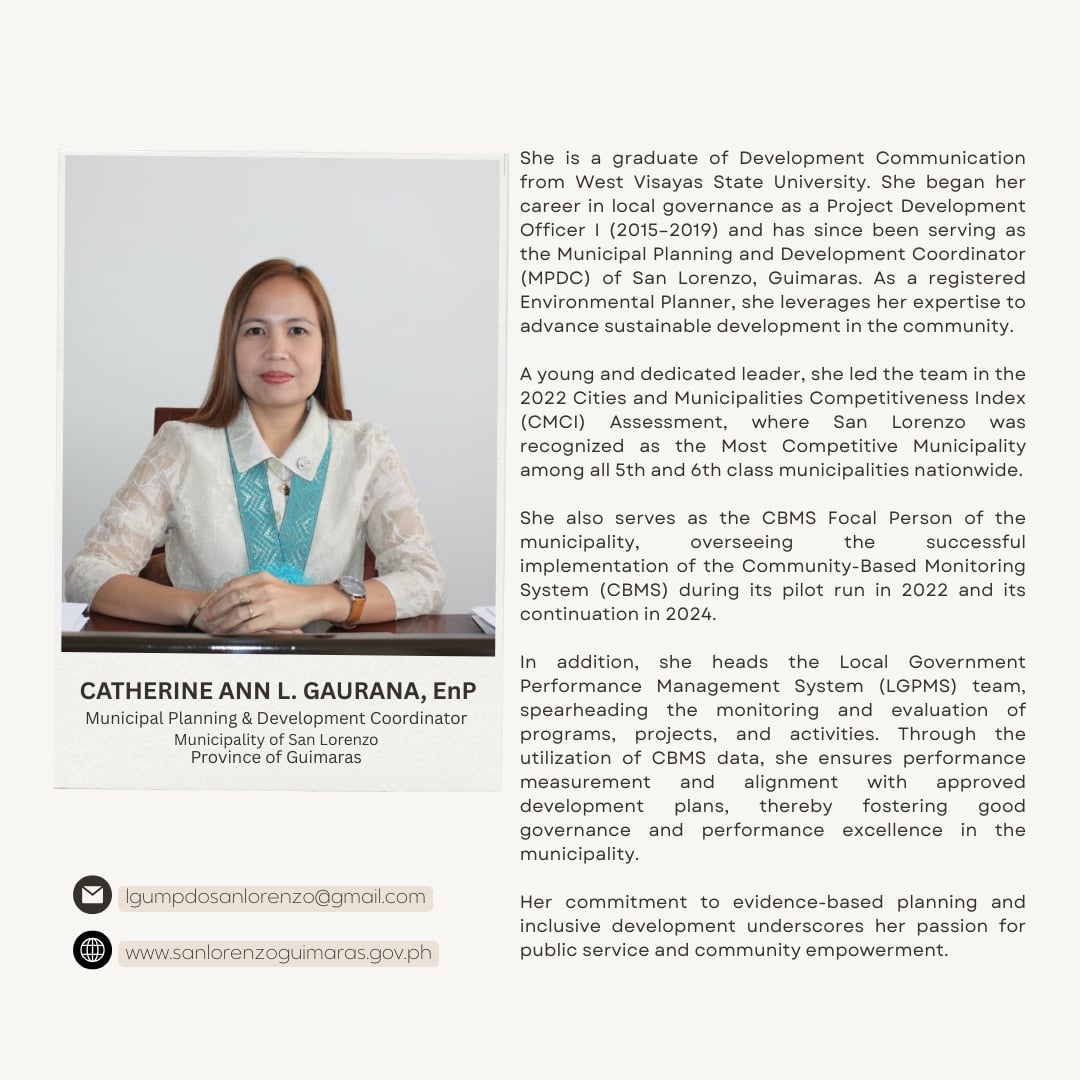 She is a graduate of Development Communication
from West Visayas State University. She began her
career in local governance as a Project Development
Officer I (2015–2019) and has since been serving as
the Municipal Planning and Development Coordinator
(MPDC) of San Lorenzo, Guimaras. As a registered
Environmental Planner, she leverages her expertise to
advance sustainable development in the community.
A young and dedicated leader, she led the team in the
2022 Cities and Municipalities Competitiveness Index
(CMCI) Assessment, where San Lorenzo was
recognized as the Most Competitive Municipality
among all 5th and 6th class municipalities nationwide.
She also serves as the CBMS Focal Person of the
municipality, overseeing the successful
implementation of the Community-Based Monitoring
System (CBMS) during its pilot run in 2022 and its
continuation in 2024.
In addition, she heads the Local Government
Performance Management System (LGPMS) team,
spearheading the monitoring and evaluation of
programs, projects, and activities. Through the
utilization of CBMS data, she ensures performance
measurement and alignment with approved
development plans, thereby fostering good
governance and performance excellence in the
municipality.
Her commitment to evidence-based planning and
inclusive development underscores her passion for
public service and community empowerment.
CATHERINE ANN L. GAURANA, EnP
Municipal Planning & Development Coordinator
Municipality of San Lorenzo
Province of Guimaras
lgumpdosanlorenzo@gmail.com
www.sanlorenzoguimaras.gov.ph